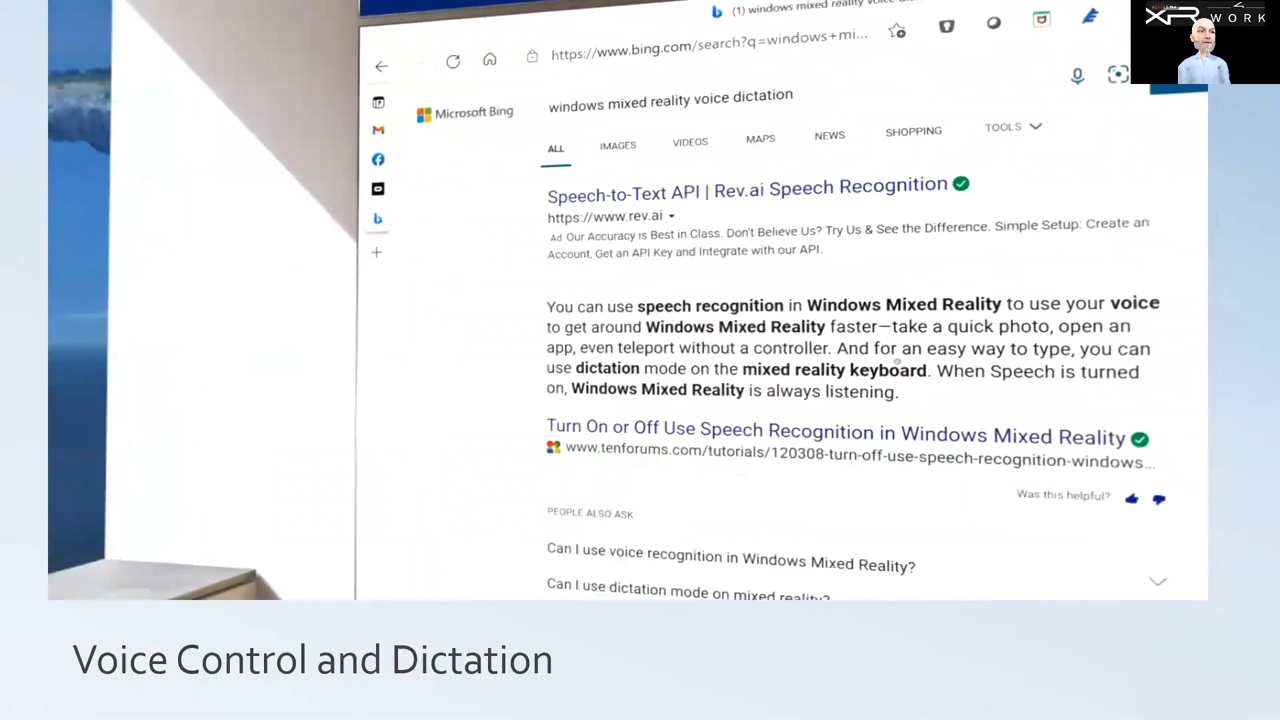 (1) windows mixed reality voice
https://www.bing.com/search?q=windows+mi...
XR WORK
Microsoft Bing
windows mixed reality voice dictation
ALL
IMAGES
VIDEOS
MAPS
NEWS
SHOPPING
TOOLS
Speech-to-Text API | Rev.ai Speech Recognition
https://www.rev.ai
Ad Our Accuracy is Best in Class. Don't Believe Us? Try Us & See the Difference. Simple Setup: Create an
Account, Get an API Key and Integrate with our API.
You can use speech recognition in Windows Mixed Reality to use your voice
to get around Windows Mixed Reality faster—take a quick photo, open an
app, even teleport without a controller. And for an easy way to type, you can
use dictation mode on the mixed reality keyboard. When Speech is turned
on, Windows Mixed Reality is always listening.
Turn On or Off Use Speech Recognition in Windows Mixed Reality
www.tenforums.com/tutorials/120308-turn-off-use-speech-recognition-windows...
Was this helpful?
PEOPLE ALSO ASK
Can I use voice recognition in Windows Mixed Reality?
Can I use dictation mode on mixed reality?
Voice Control and Dictation